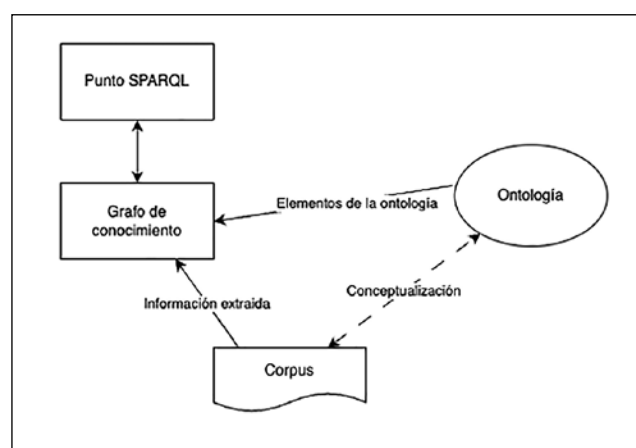 Punto SPARQL
Grafo de
conocimiento
Elementos de la ontología
Ontología
Conceptualización
Información extraida
Corpus